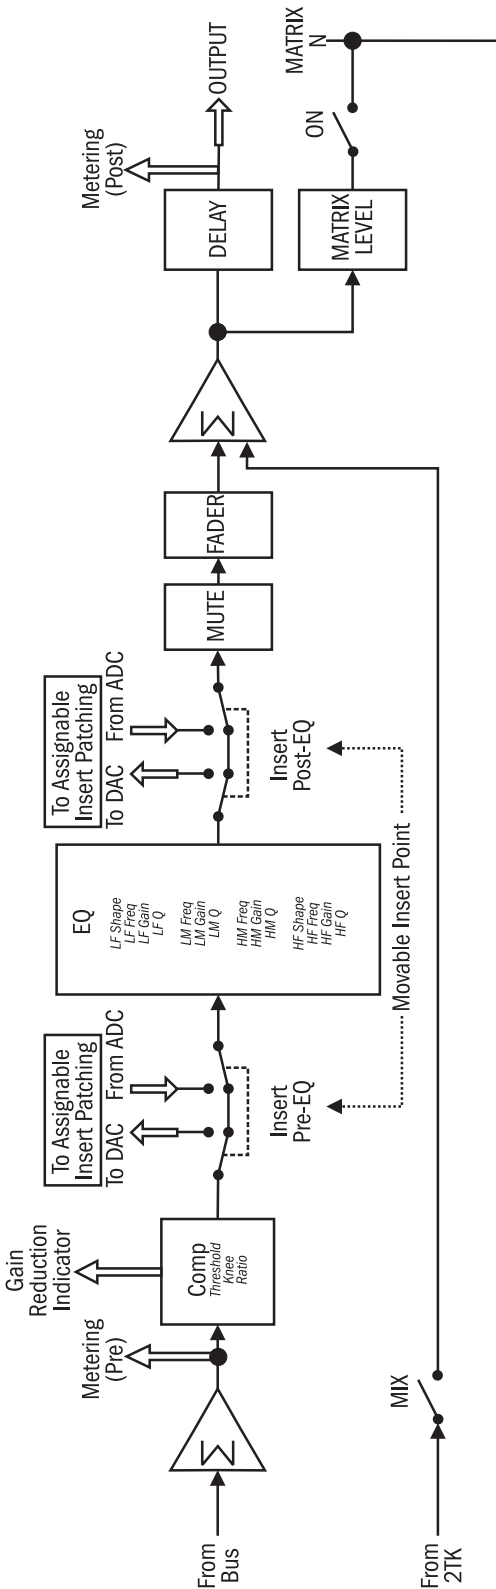 From
Bus
Metering
(Pre)
Gain
Reduction
Indicator
Comp
Threshold
Knee
Ratio
To Assignable
Insert Patching
To DAC
From ADC
Insert
Pre-EQ
EQ
LF Shape
LF Freq
LF Gain
LF Q
LM Freq
LM Gain
LM Q
HM Freq
HM Gain
HM Q
HF Shape
HF Freq
HF Gain
HF Q
To Assignable
Insert Patching
To DAC
From ADC
Insert
Post-EQ
Movable Insert Point
MUTE
FADER
Σ
Σ
DELAY
Metering
(Post)
OUTPUT
MATRIX
LEVEL
ON
MATRIX
N
From
2TK
MIX